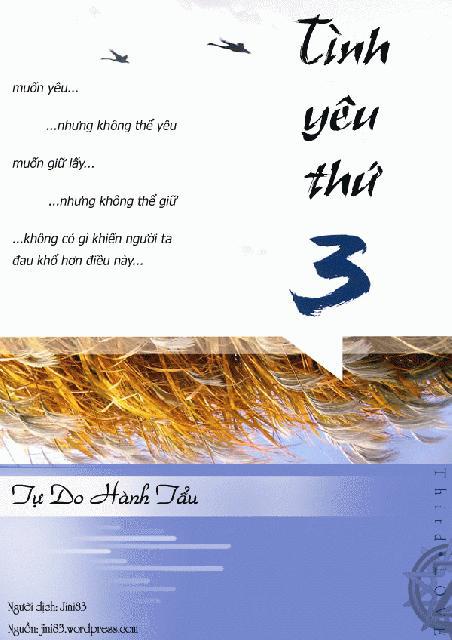 Tình
yêu
thứ
3
muốn yêu...
...nhưng không thể yêu
muốn giữ lấy...
...nhưng không thể giữ
...không có gì khiến người ta
đau khổ hơn điều này...
Tự Do Hành Tẩu
Third Love
Người dịch: Jini83
Nguồn: jini83.wordpress.com